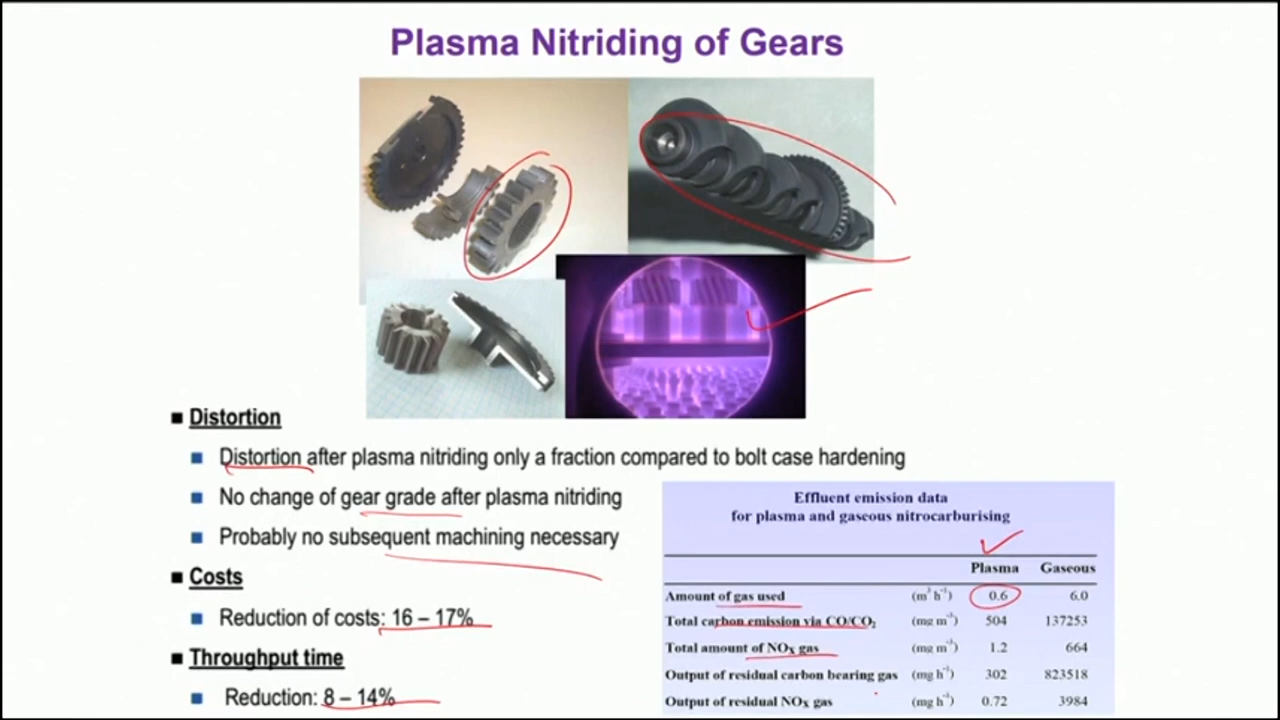 Plasma Nitriding of Gears
Distortion
Distortion after plasma nitriding only a fraction compared to bolt case hardening
No change of gear grade after plasma nitriding
Probably no subsequent machining necessary
Costs
Reduction of costs: 16 – 17%
Throughput time
Reduction: 8 – 14%
Effluent emission data
for plasma and gaseous nitrocarburising
Plasma Gaseous
Amount of gas used (m³ h⁻¹) 0.6 6.0
Total carbon emission via CO/CO₂ (mg m⁻³) 504 137253
Total amount of NOₓ gas (mg m⁻³) 1.2 664
Output of residual carbon bearing gas (mg h⁻¹) 302 823518
Output of residual NOₓ gas (mg h⁻¹) 0.72 3984